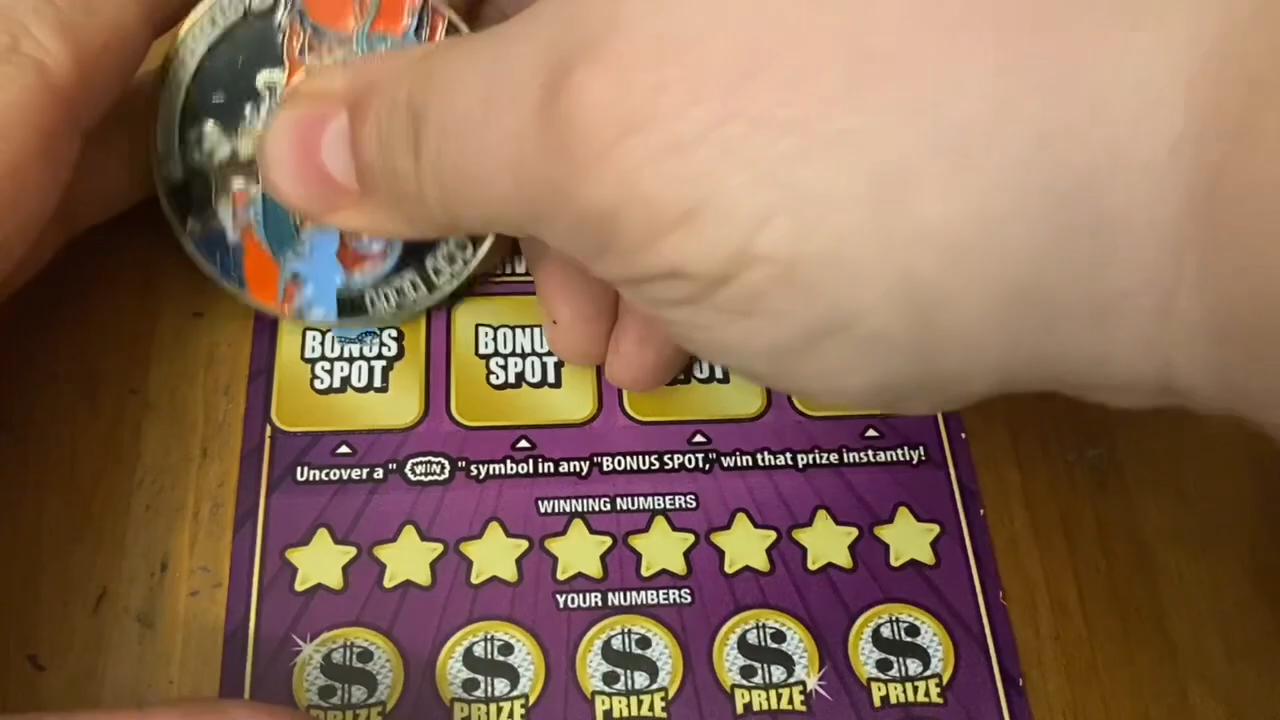 BONUS SPOT
BONU SPOT
Uncover a " WIN " symbol in any "BONUS SPOT," win that prize instantly!
WINNING NUMBERS
YOUR NUMBERS
$ $ $ $ $
PRIZE PRIZE PRIZE PRIZE PRIZE